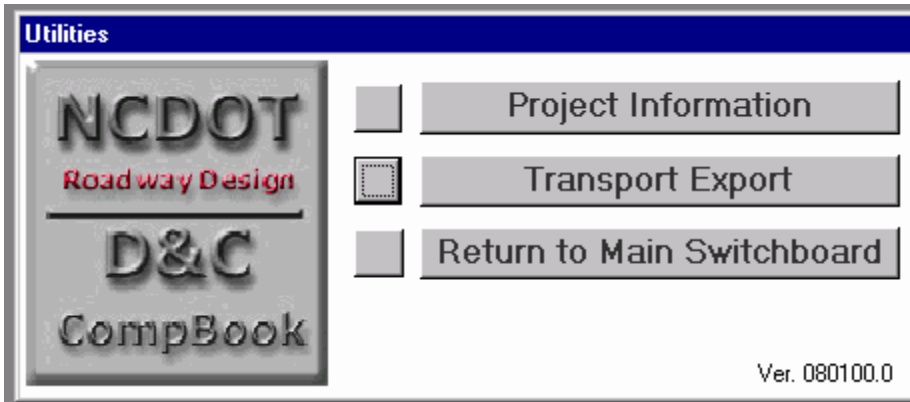 Utilities
NCDOT
Roadway Design
D&C
CompBook
Project Information
Transport Export
Return to Main Switchboard
Ver. 080100.0